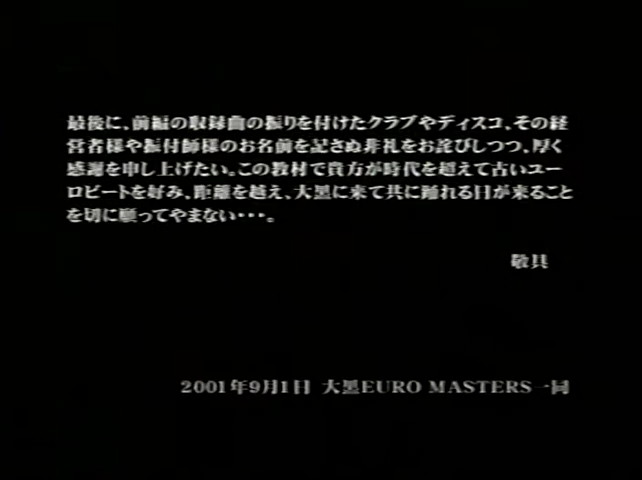 最後に、前編の収録曲の振りを付けたクラブやディスコ、その経
営者様や振付師様のお名前を記さぬ非礼をお詫びしつつ、厚く
感謝を申し上げたい。この教材で貴方が時代を超えて古いユー
ロビートを好み、距離を越え、大黒に来て共に踊れる日が来ること
を切に願ってやまない・・・。
敬具
2001年9月1日 大黒EURO MASTERS一同